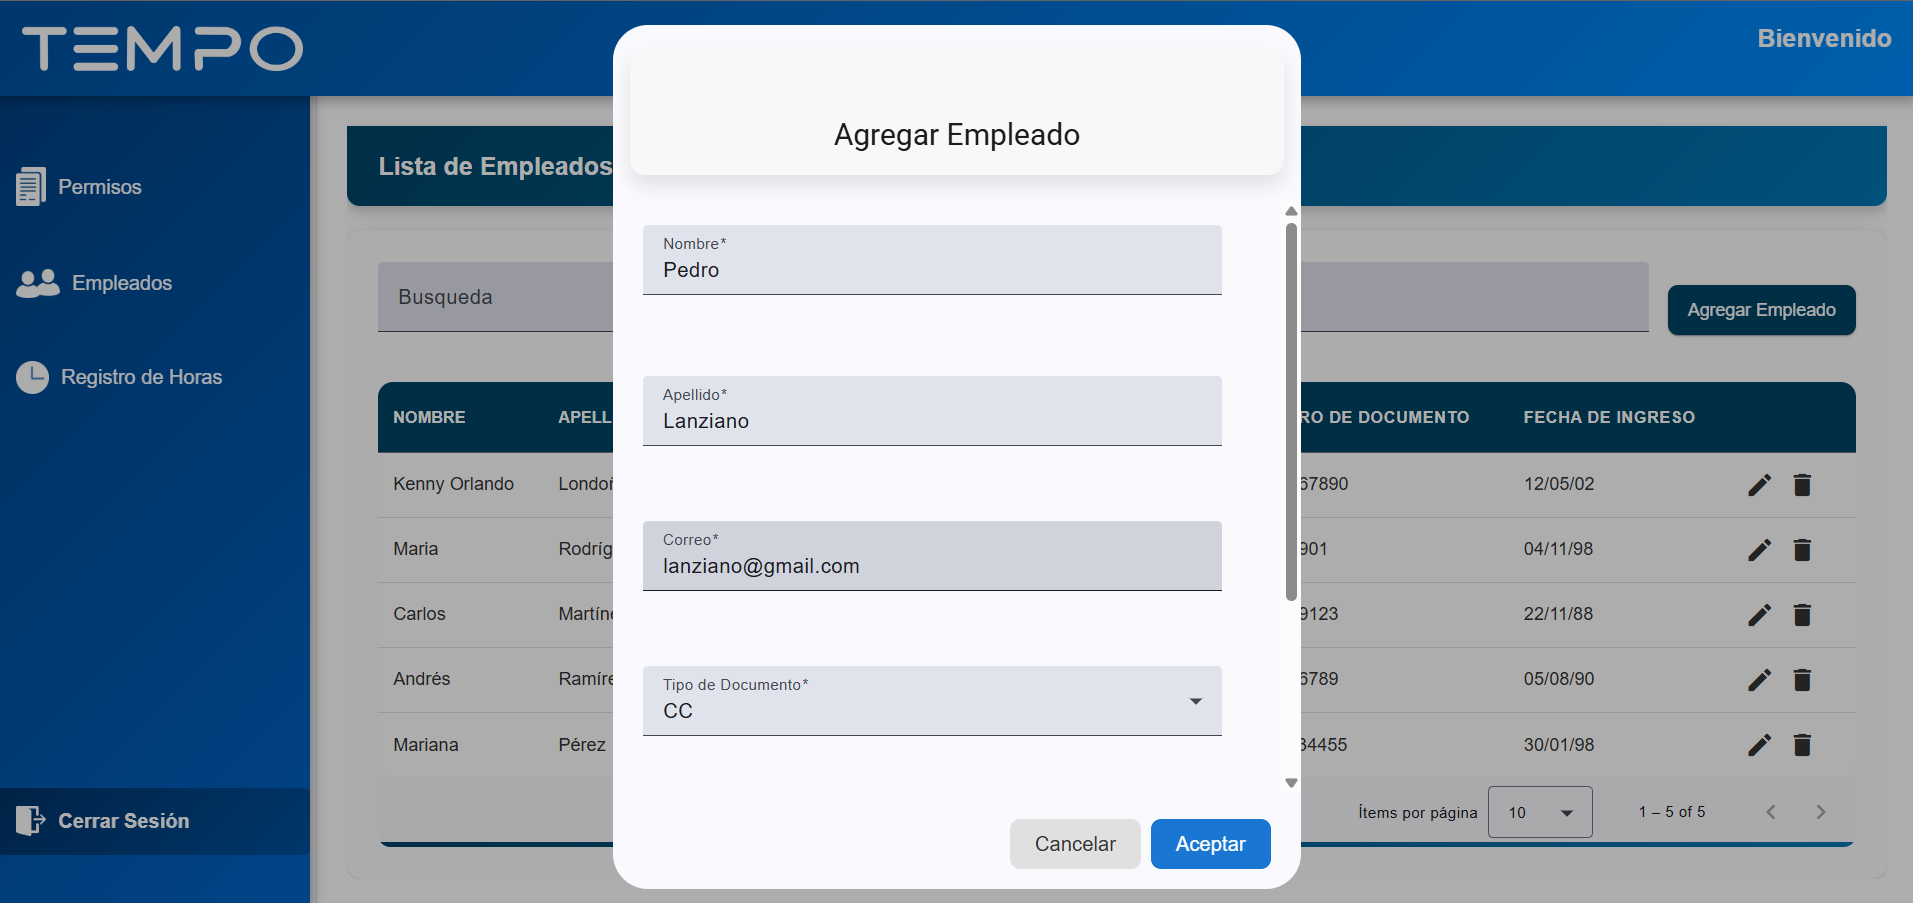 TEMPO
Bienvenido
Permisos
Empleados
Registro de Horas
Cerrar Sesión
Lista de Empleados
Busqueda
Agregar Empleado
NOMBRE APELL RO DE DOCUMENTO FECHA DE INGRESO
Kenny Orlando Londoñ 67890 12/05/02
Maria Rodríg 901 04/11/98
Carlos Martíne 9123 22/11/88
Andrés Ramíre 6789 05/08/90
Mariana Pérez 34455 30/01/98
Ítems por página 10 1 – 5 of 5
Agregar Empleado
Nombre*
Pedro
Apellido*
Lanziano
Correo*
lanziano@gmail.com
Tipo de Documento*
CC
Cancelar Aceptar